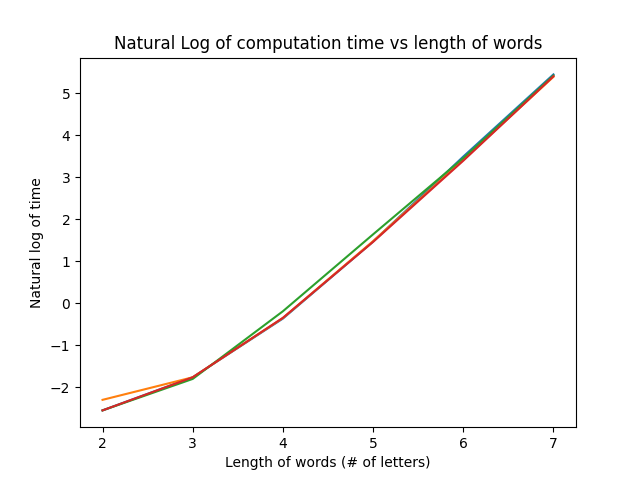 Natural Log of computation time vs length of words
5
4
3
2
1
0
−1
−2
Natural log of time
2 3 4 5 6 7
Length of words (# of letters)